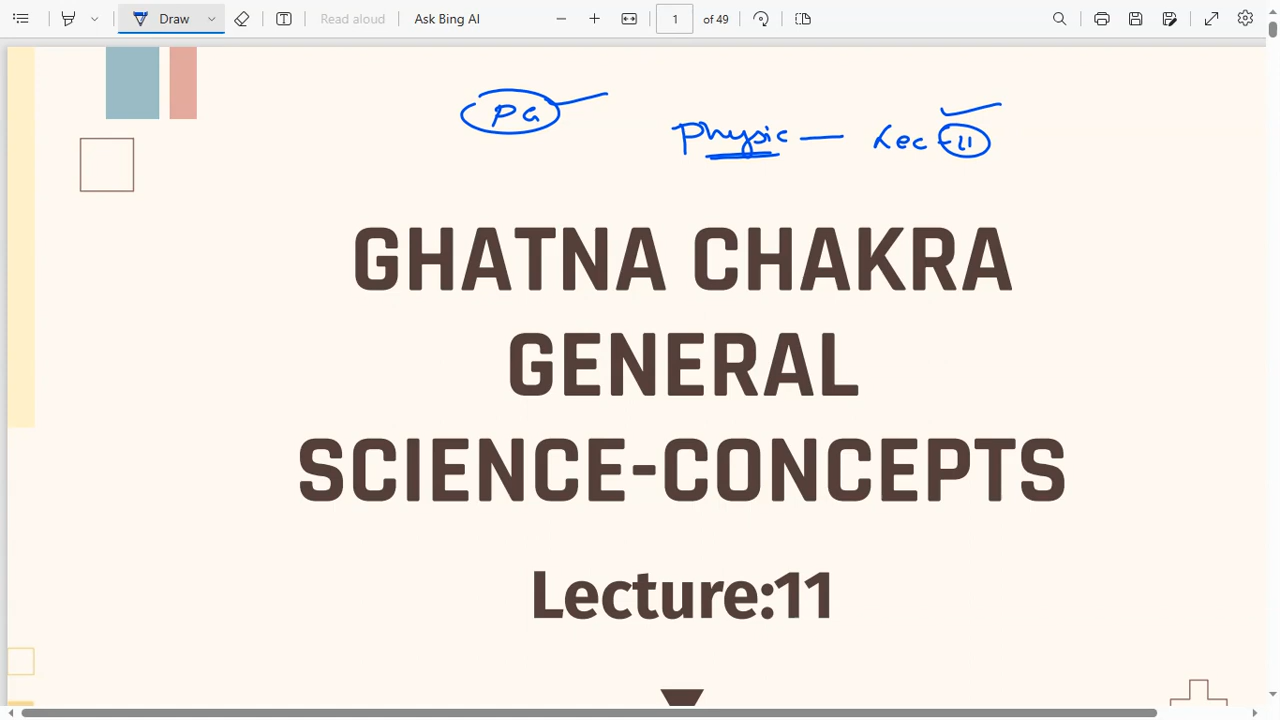 Draw
Read aloud
Ask Bing AI
1 of 49
PG
Physic — Lec -11
GHATNA CHAKRA
GENERAL
SCIENCE-CONCEPTS
Lecture:11